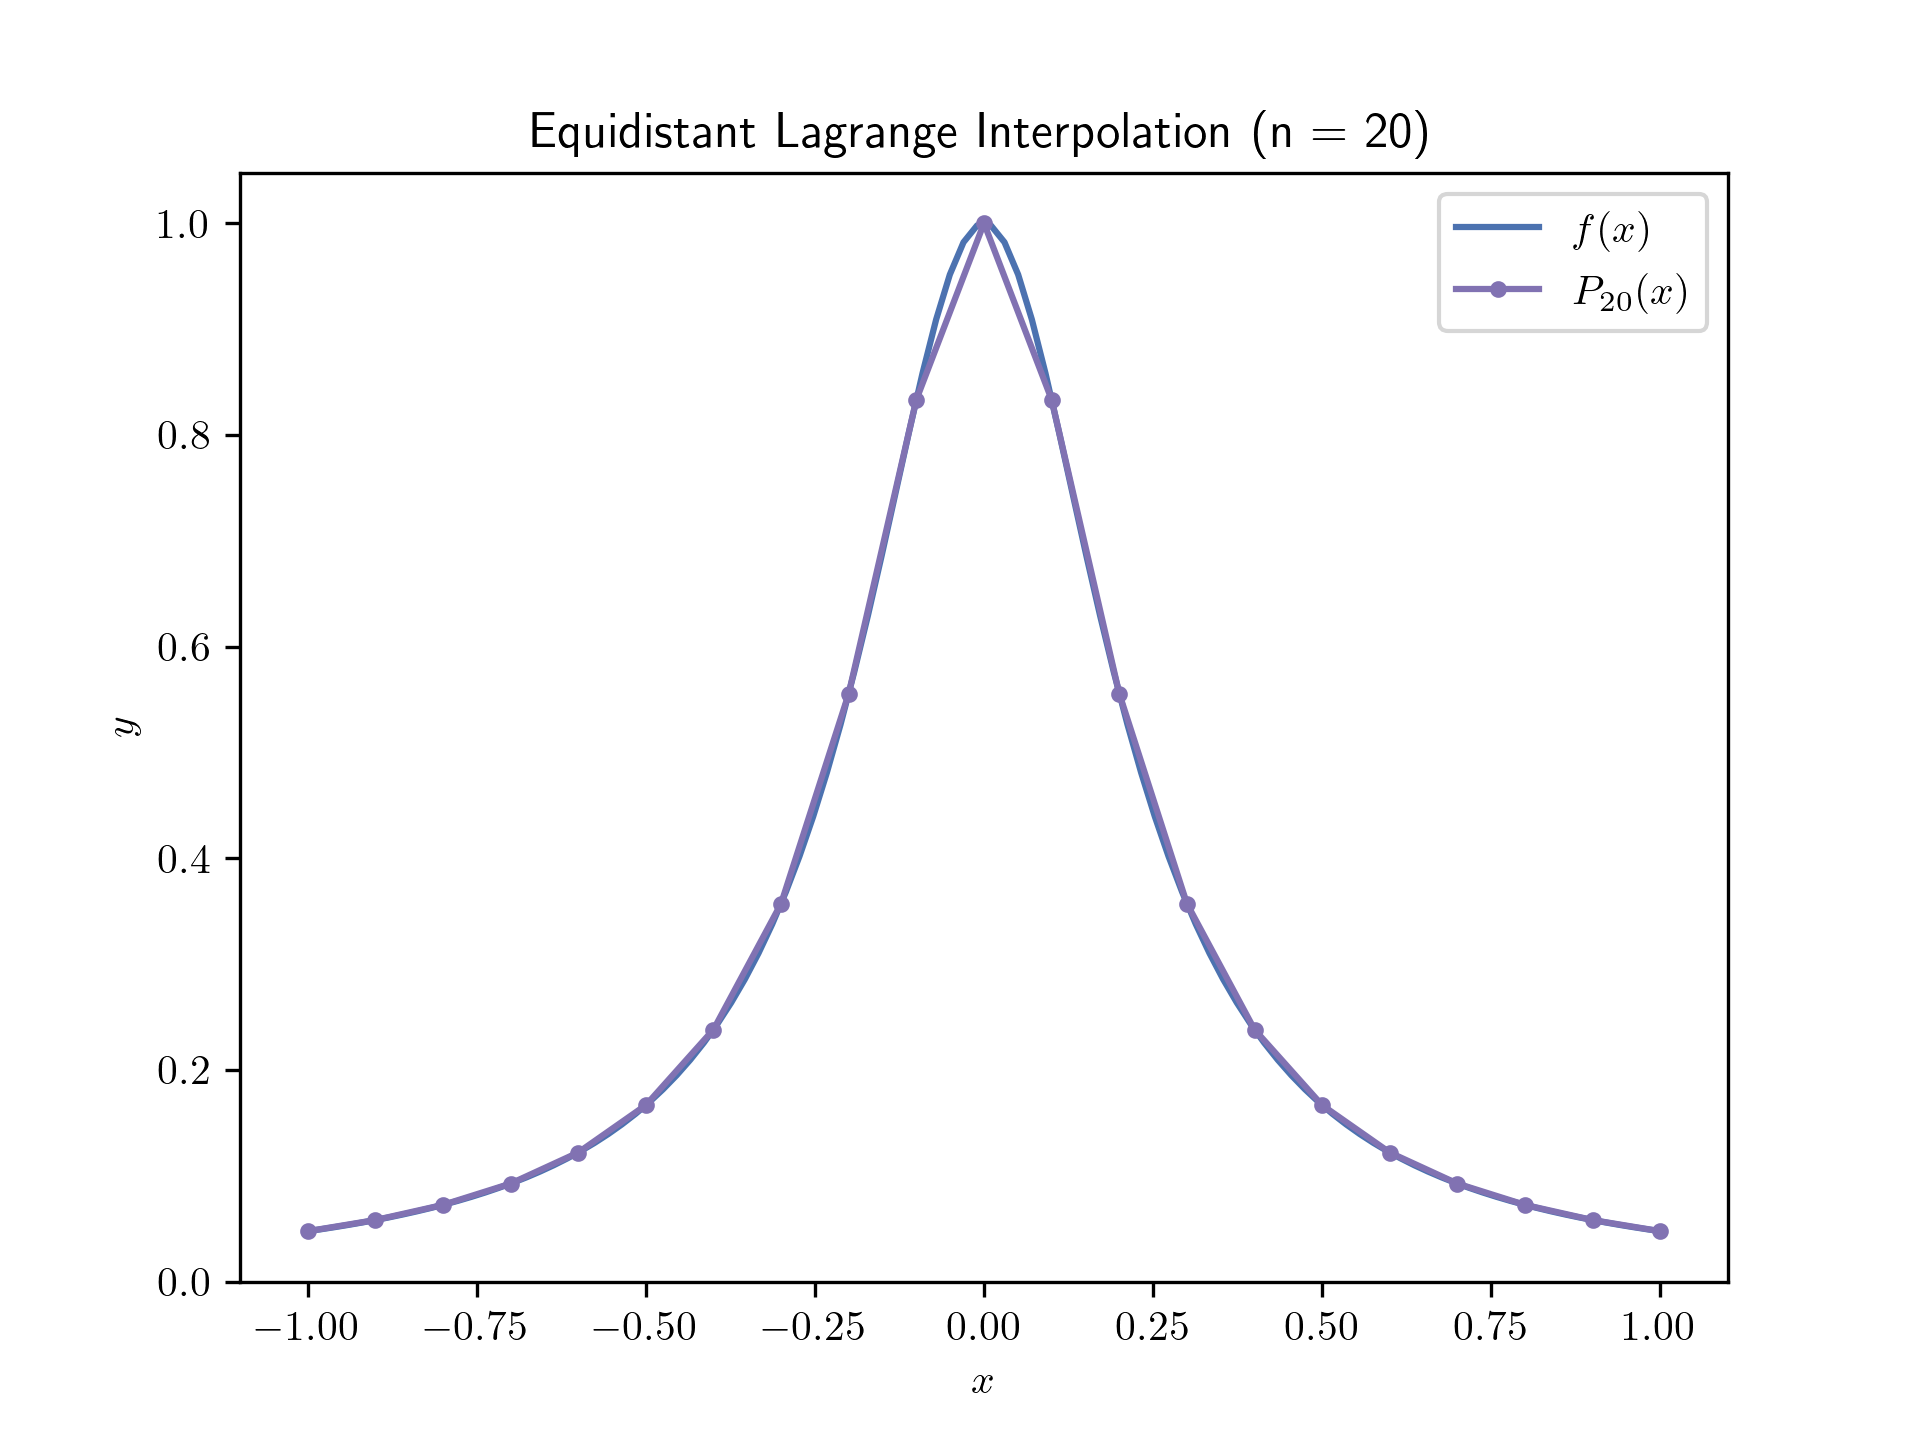 Equidistant Lagrange Interpolation (n = 20)
f(x)
P₂₀(x)
1.0
0.8
0.6
0.4
0.2
0.0
y
−1.00 −0.75 −0.50 −0.25 0.00 0.25 0.50 0.75 1.00
x